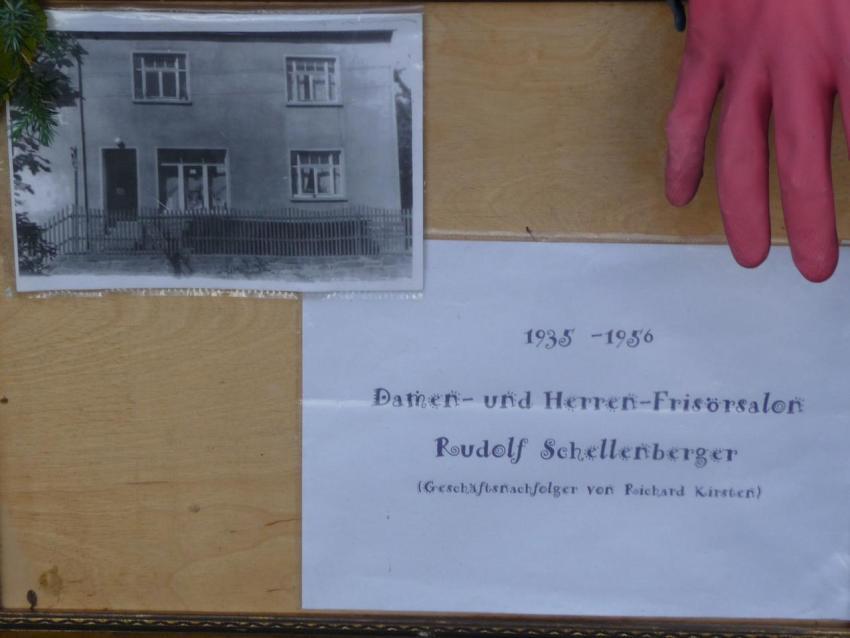 1935 -1956
Damen- und Herren-Frisörsalon
Rudolf Schellenberger
(Geschäftsnachfolger von Richard Kirsten)